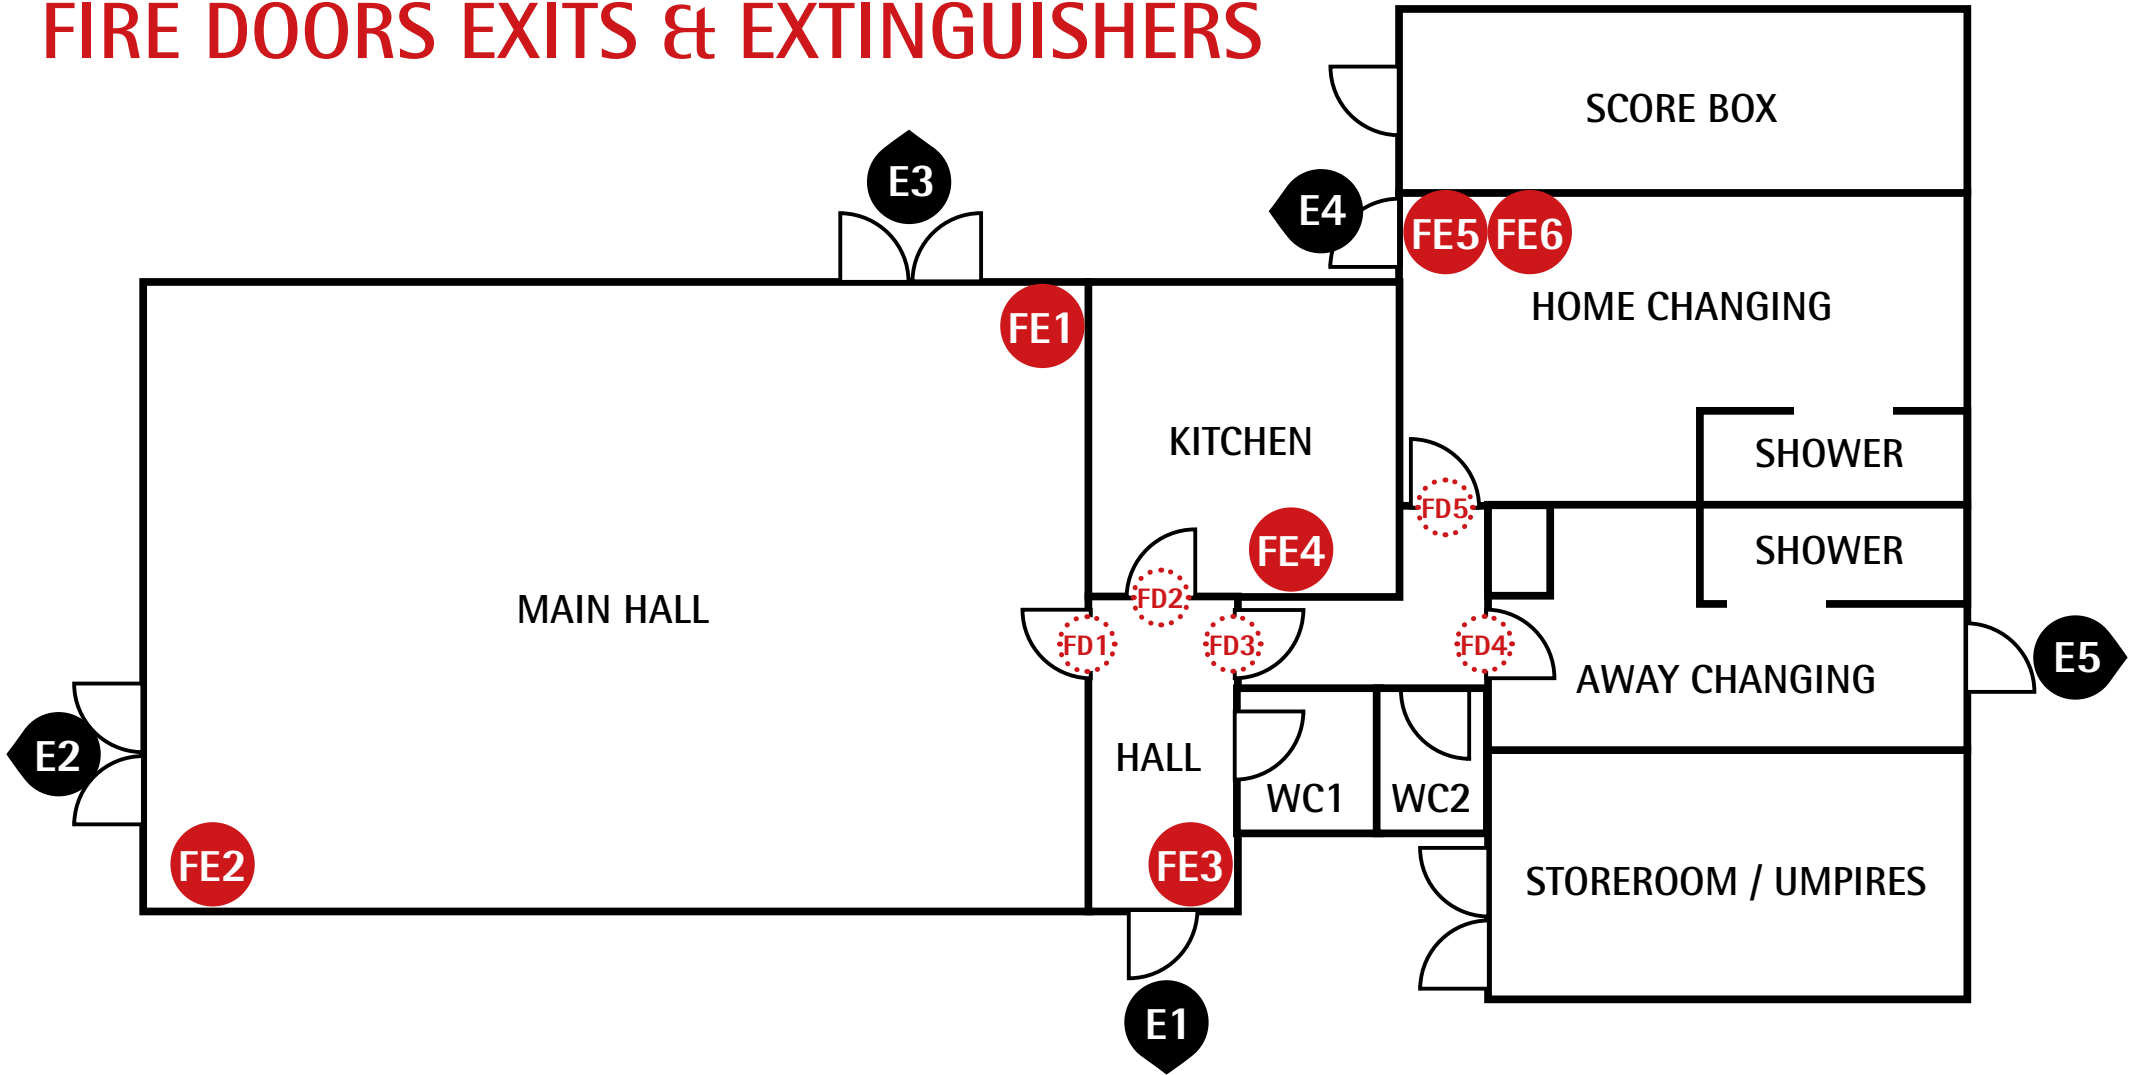 FIRE DOORS EXITS & EXTINGUISHERS
SCORE BOX
E3
E4
FE5
FE6
HOME CHANGING
FE1
KITCHEN
SHOWER
FD5
FE4
SHOWER
FD2
MAIN HALL
FD1
FD3
FD4
E5
AWAY CHANGING
E2
HALL
WC1
WC2
FE2
FE3
STOREROOM / UMPIRES
E1